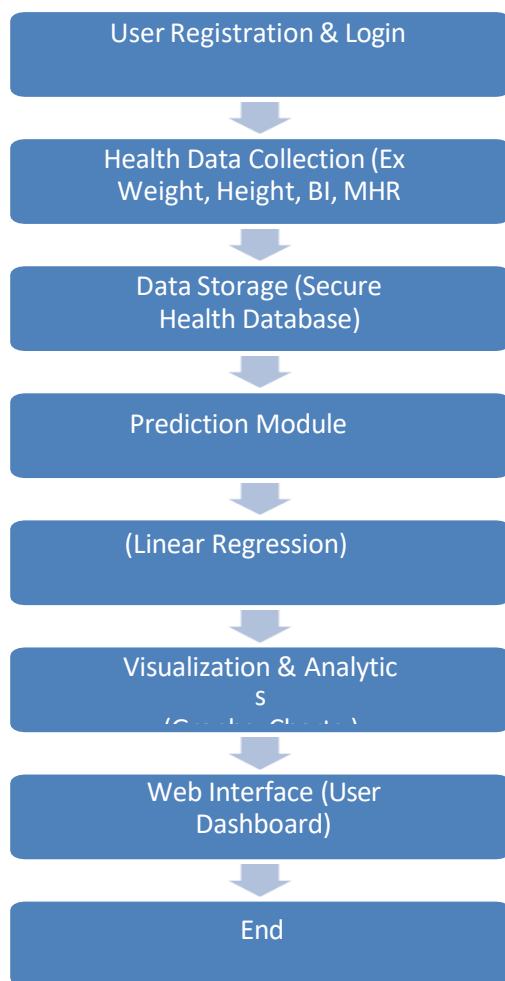 User Registration & Login
Health Data Collection (Ex
Weight, Height, BI, MHR
Data Storage (Secure
Health Database)
Prediction Module
(Linear Regression)
Visualization & Analytic
s
Web Interface (User
Dashboard)
End